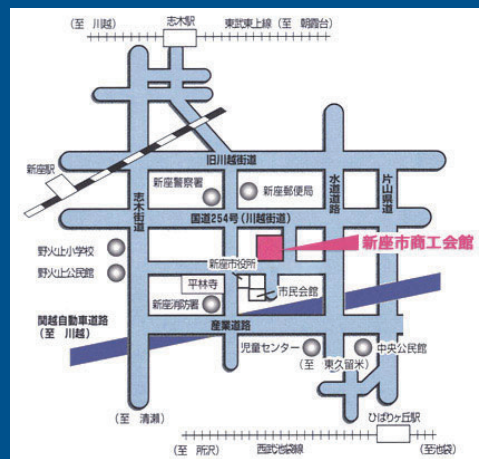 志木駅
(至 川越)
東武東上線 (至 朝霞台)
旧川越街道
新座駅
新座警察署
新座郵便局
志木街道
水道道路
片山県道
国道254号(川越街道)
新座市商工会館
野火止小学校
野火止公民館
新座市役所
平林寺
市民会館
新座消防署
関越自動車道路
(至 川越)
産業道路
児童センター
中央公民館
(至 東久留米)
(至 清瀬)
ひばりヶ丘駅
(至 所沢)
西武池袋線
(至池袋)